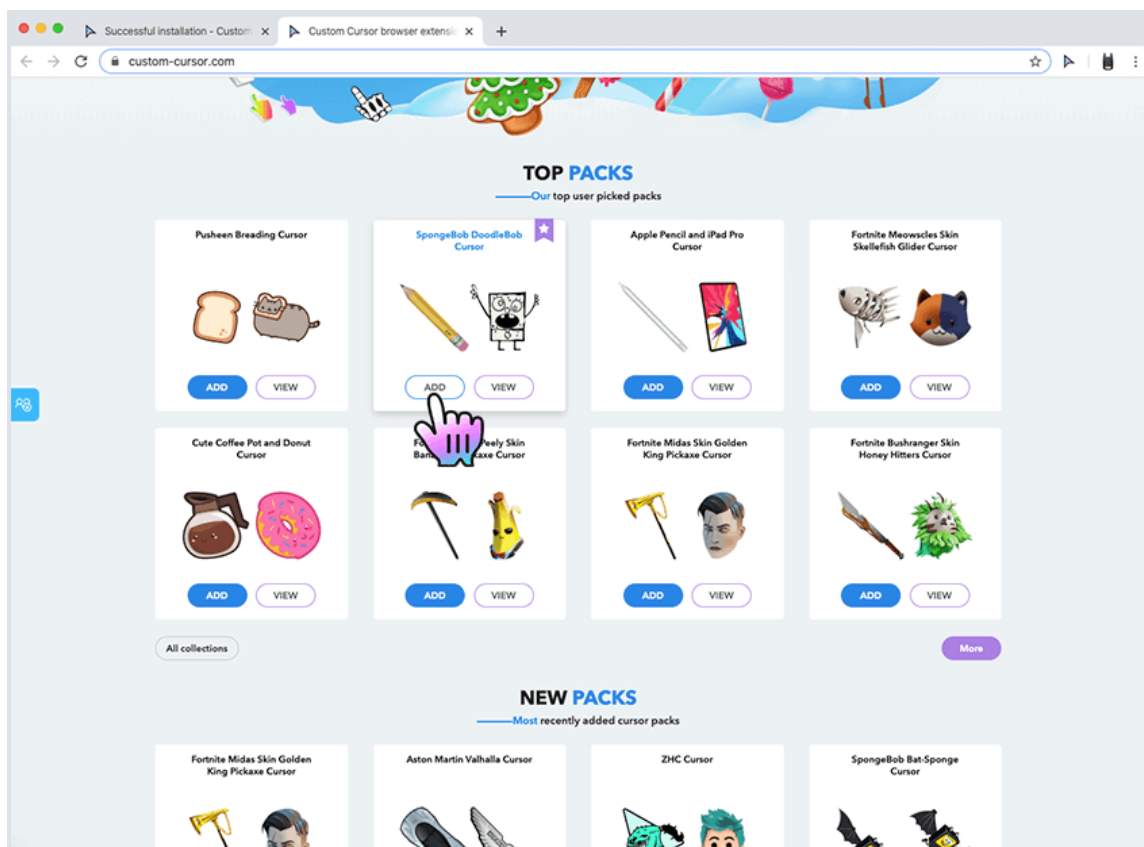 Successful installation - Custom
Custom Cursor browser extensio
custom-cursor.com
TOP PACKS
Our top user picked packs
Pusheen Breading Cursor
SpongeBob DoodleBob
Cursor
Apple Pencil and iPad Pro
Cursor
Fortnite Meowscles Skin
Skellefish Glider Cursor
ADD VIEW
ADD VIEW
ADD VIEW
ADD VIEW
Cute Coffee Pot and Donut
Cursor
Peely Skin
Cursor
Fortnite Midas Skin Golden
King Pickaxe Cursor
Fortnite Bushranger Skin
Honey Hitters Cursor
ADD VIEW
ADD VIEW
ADD VIEW
ADD VIEW
All collections
More
NEW PACKS
Most recently added cursor packs
Fortnite Midas Skin Golden
King Pickaxe Cursor
Aston Martin Valhalla Cursor
ZHC Cursor
SpongeBob Bat-Sponge
Cursor